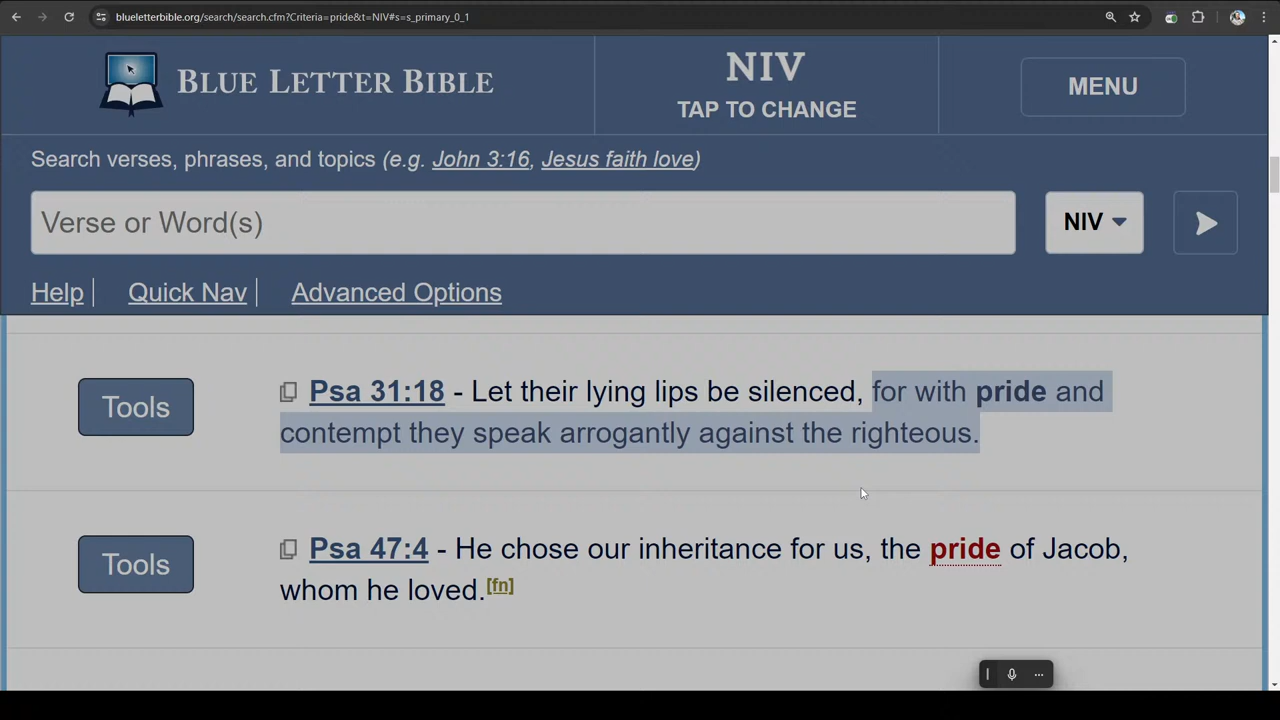 blueletterbible.org/search/search.cfm?Criteria=pride&t=NIV#s=s_primary_0_1
BLUE LETTER BIBLE
NIV
TAP TO CHANGE
MENU
Search verses, phrases, and topics (e.g. John 3:16, Jesus faith love)
Verse or Word(s)
NIV
Help
Quick Nav
Advanced Options
Tools
Psa 31:18 - Let their lying lips be silenced, for with pride and
contempt they speak arrogantly against the righteous.
Tools
Psa 47:4 - He chose our inheritance for us, the pride of Jacob,
whom he loved.[fn]